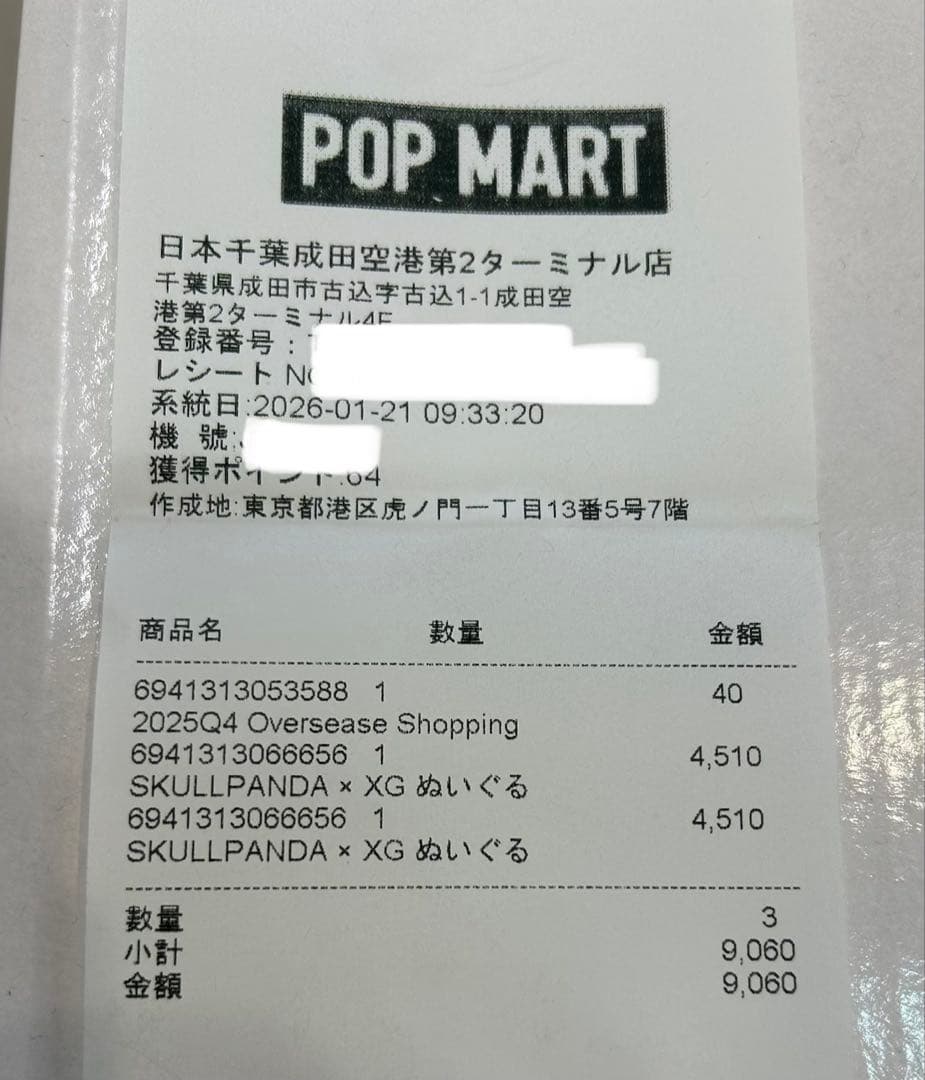 POP MART
日本千葉成田空港第2ターミナル店
千葉県成田市古込字古込1-1成田空
港第2ターミナル4F
登録番号:
レシート NO
系統日:2026-01-21 09:33:20
機 號:
獲得ポイント:64
作成地:東京都港区虎ノ門一丁目13番5号7階
商品名 數量 金額
6941313053588 1 40
2025Q4 Oversease Shopping
6941313066656 1 4,510
SKULLPANDA × XG ぬいぐる
6941313066656 1 4,510
SKULLPANDA × XG ぬいぐる
數量 3
小計 9,060
金額 9,060